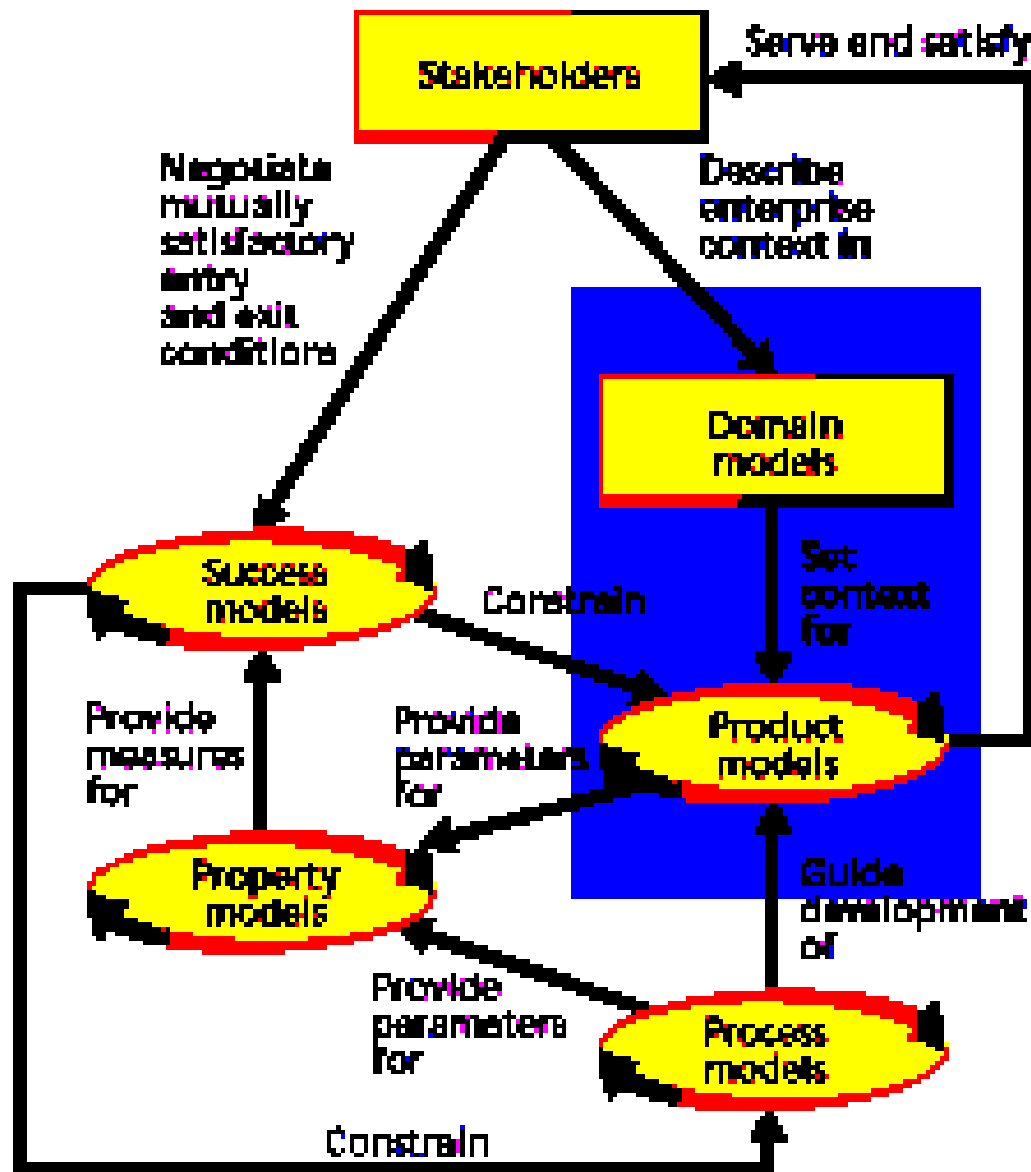 Serve and satisfy
Stakeholders
Negotiate
mutually
satisfactory
entry
and exit
conditions
Describe
enterprise
context in
Domain
models
Success
models
Constrain
Set
context
for
Provide
measures
for
Provide
parameters
for
Product
models
Property
models
Guide
development
of
Provide
parameters
for
Process
models
Constrain